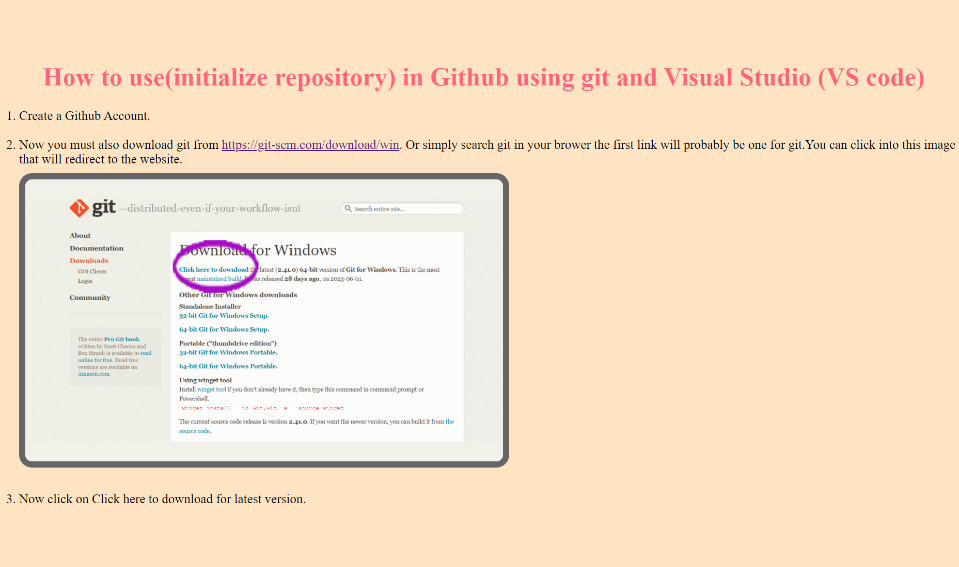 How to use(initialize repository) in Github using git and Visual Studio (VS code)
1. Create a Github Account.
2. Now you must also download git from https://git-scm.com/download/win. Or simply search git in your brower the first link will probably be one for git.You can click into this image
that will redirect to the website.
git --distributed-even-if-your-workflow-isnt
Search entire site...
About
Documentation
Downloads
GUI Clients
Logos
Community
The entire Pro Git book
written by Scott Chacon and
Ben Straub is available to read
online for free. Dead tree
versions are available on
Amazon.com.
Download for Windows
Click here to download the latest (2.41.0) 64-bit version of Git for Windows. This is the most
recent maintained build. It was released 28 days ago, on 2023-06-01.
Other Git for Windows downloads
Standalone Installer
32-bit Git for Windows Setup.
64-bit Git for Windows Setup.
Portable ("thumbdrive edition")
32-bit Git for Windows Portable.
64-bit Git for Windows Portable.
Using winget tool
Install winget tool if you don't already have it, then type this command in command prompt or
Powershell.
winget install --id Git.Git -e --source winget
The current source code release is version 2.41.0. If you want the newer version, you can build it from the
source code.
3. Now click on Click here to download for latest version.